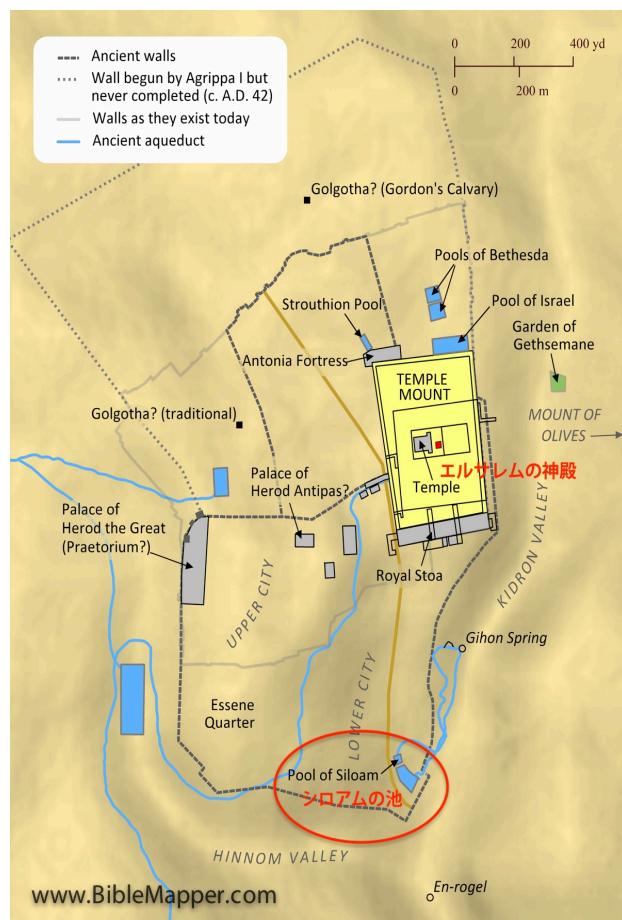 Ancient walls
Wall begun by Agrippa I but
never completed (c. A.D. 42)
Walls as they exist today
Ancient aqueduct
0 200 400 yd
0 200 m
Golgotha? (Gordon's Calvary)
Pools of Bethesda
Strouthion Pool
Pool of Israel
Garden of
Gethsemane
Antonia Fortress
TEMPLE
MOUNT
MOUNT OF
OLIVES
Golgotha? (traditional)
エルサレムの神殿
Temple
Palace of
Herod Antipas?
Palace of
Herod the Great
(Praetorium?)
Royal Stoa
KIDRON VALLEY
UPPER CITY
Gihon Spring
Essene
Quarter
LOWER CITY
Pool of Siloam
シロアムの池
HINNOM VALLEY
En-rogel
www.BibleMapper.com